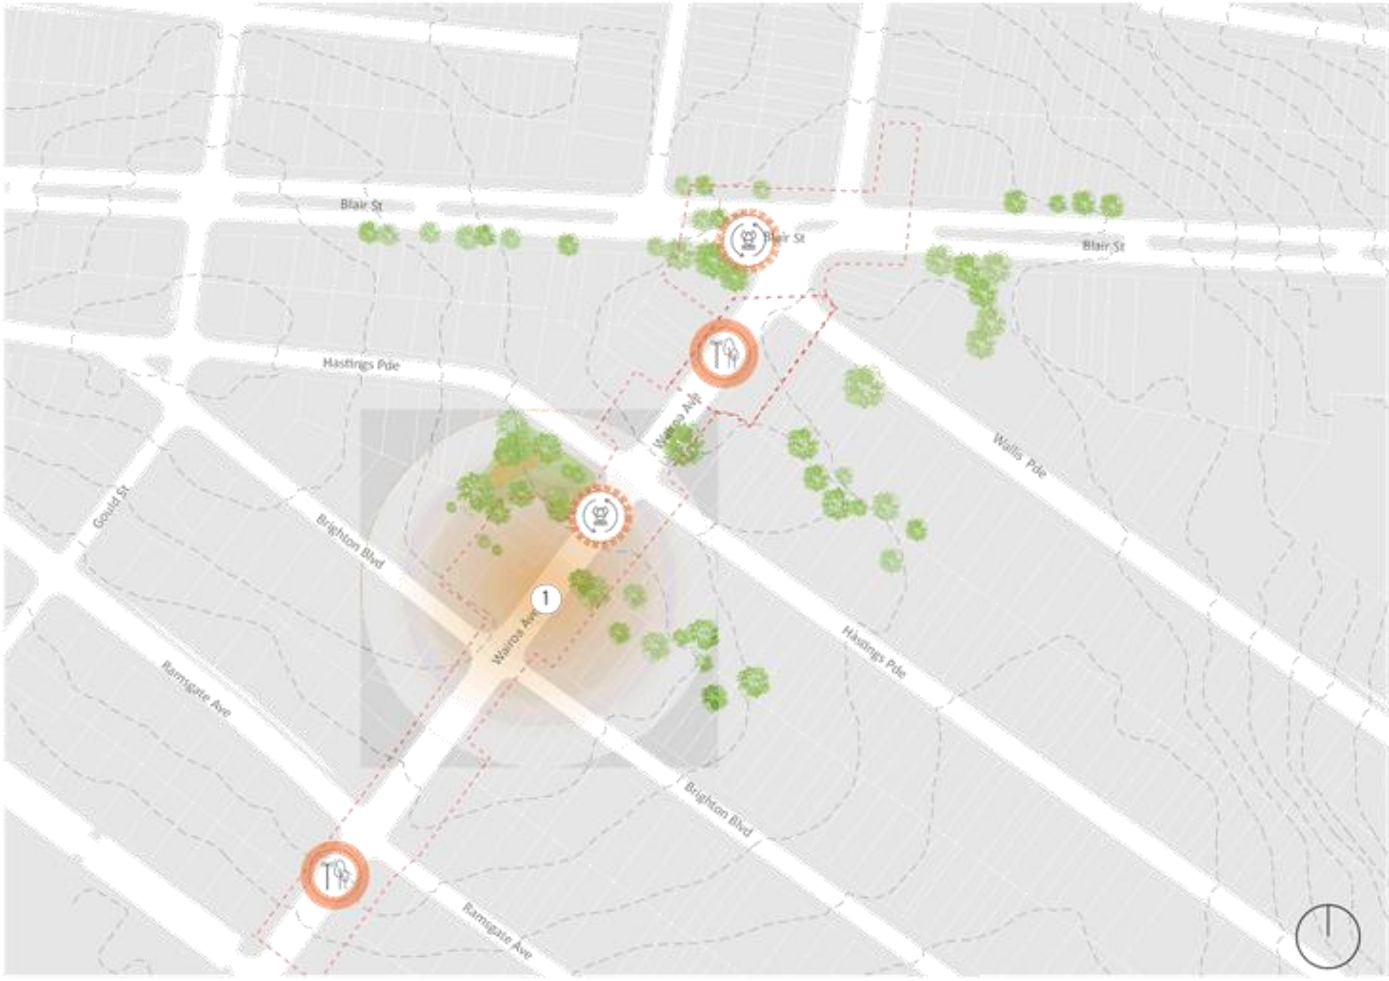 Blair St
Blair St
Blair St
Hastings Pde
Wairoa Ave
Wallis Pde
Gould St
Brighton Blvd
1
Wairoa Ave
Hastings Pde
Ramsgate Ave
Brighton Blvd
Ramsgate Ave